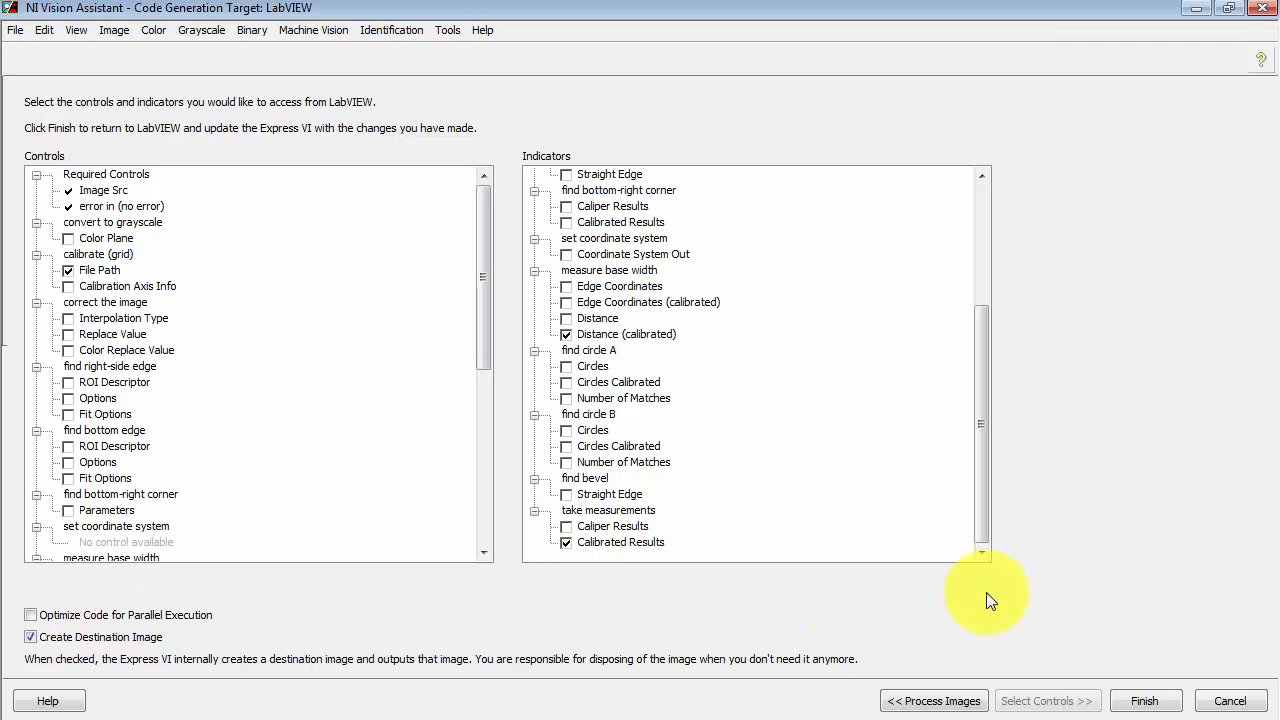 NI Vision Assistant - Code Generation Target: LabVIEW
File Edit View Image Color Grayscale Binary Machine Vision Identification Tools Help
?
Select the controls and indicators you would like to access from LabVIEW.
Click Finish to return to LabVIEW and update the Express VI with the changes you have made.
Controls
Required Controls
Image Src
error in (no error)
convert to grayscale
Color Plane
calibrate (grid)
File Path
Calibration Axis Info
correct the image
Interpolation Type
Replace Value
Color Replace Value
find right-side edge
ROI Descriptor
Options
Fit Options
find bottom edge
ROI Descriptor
Options
Fit Options
find bottom-right corner
Parameters
set coordinate system
No control available
measure base width
Indicators
Straight Edge
find bottom-right corner
Caliper Results
Calibrated Results
set coordinate system
Coordinate System Out
measure base width
Edge Coordinates
Edge Coordinates (calibrated)
Distance
Distance (calibrated)
find circle A
Circles
Circles Calibrated
Number of Matches
find circle B
Circles
Circles Calibrated
Number of Matches
find bevel
Straight Edge
take measurements
Caliper Results
Calibrated Results
Optimize Code for Parallel Execution
Create Destination Image
When checked, the Express VI internally creates a destination image and outputs that image. You are responsible for disposing of the image when you don't need it anymore.
Help
<< Process Images
Select Controls >>
Finish
Cancel